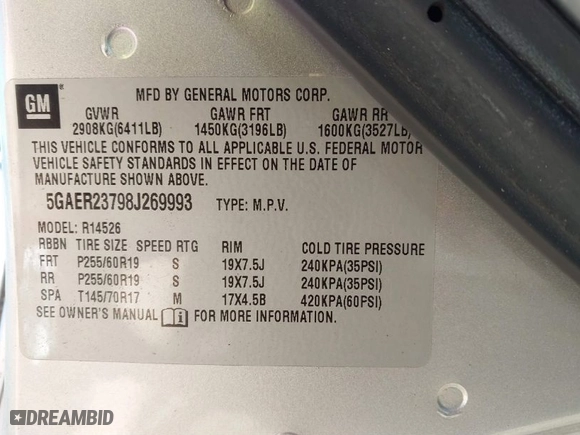 GM
MFD BY GENERAL MOTORS CORP.
GVWR GAWR FRT GAWR RR
2908KG(6411LB) 1450KG(3196LB) 1600KG(3527LB)
THIS VEHICLE CONFORMS TO ALL APPLICABLE U.S. FEDERAL MOTOR
VEHICLE SAFETY STANDARDS IN EFFECT ON THE DATE OF
MANUFACTURE SHOWN ABOVE.
5GAER23798J269993 TYPE: M.P.V.
MODEL: R14526
RBBN TIRE SIZE SPEED RTG RIM COLD TIRE PRESSURE
FRT P255/60R19 S 19X7.5J 240KPA(35PSI)
RR P255/60R19 S 19X7.5J 240KPA(35PSI)
SPA T145/70R17 M 17X4.5B 420KPA(60PSI)
SEE OWNER'S MANUAL FOR MORE INFORMATION.
DREAMBID